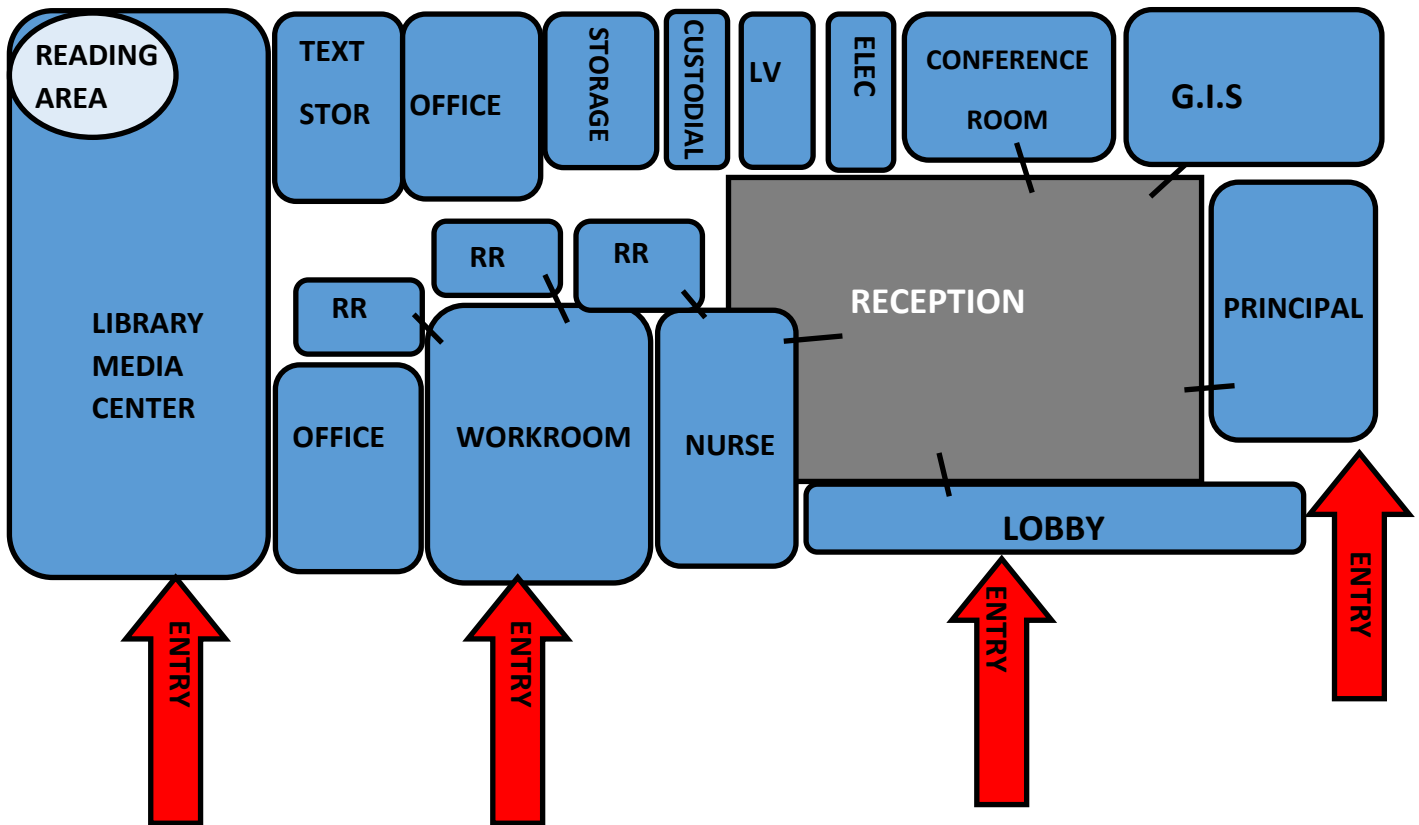 READING
AREA
TEXT
STOR
OFFICE
STORAGE
CUSTODIAL
LV
ELEC
CONFERENCE
ROOM
G.I.S
RR
RR
RR
RECEPTION
PRINCIPAL
LIBRARY
MEDIA
CENTER
OFFICE
WORKROOM
NURSE
LOBBY
ENTRY
ENTRY
ENTRY
ENTRY